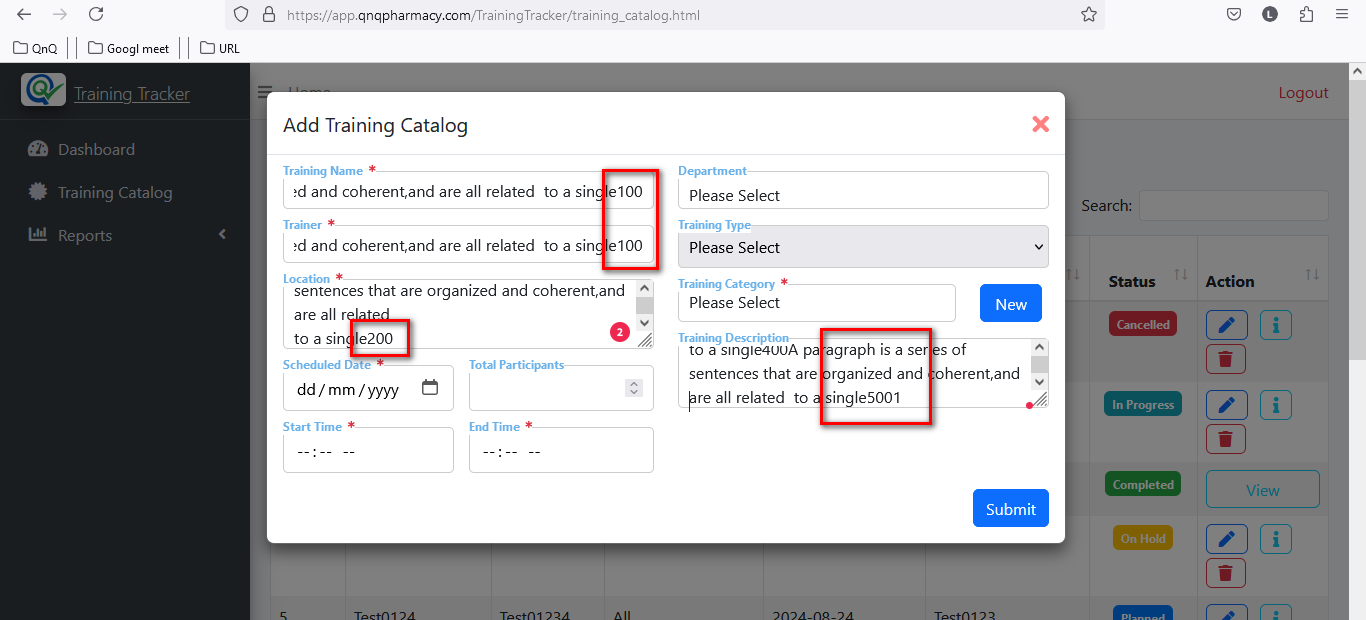 https://app.qnqpharmacy.com/TrainingTracker/training_catalog.html
L
QnQ
Googl meet
URL
Training Tracker
Home
Logout
Dashboard
Training Catalog
Reports
Add Training Catalog
Training Name *
ed and coherent,and are all related  to a single100
Department
Please Select
Trainer *
ed and coherent,and are all related  to a single100
Training Type
Please Select
Location *
sentences that are organized and coherent,and
are all related
to a single200
2
Training Category *
Please Select
New
Training Description
to a single400A paragraph is a series of
sentences that are organized and coherent,and
are all related  to a single5001
Scheduled Date *
dd/mm/yyyy
Total Participants
Start Time *
--:-- --
End Time *
--:-- --
Submit
Search:
Status
Action
Cancelled
In Progress
Completed
View
On Hold
5
Test0124
Test01234
All
2024-08-24
Test0123
Planned